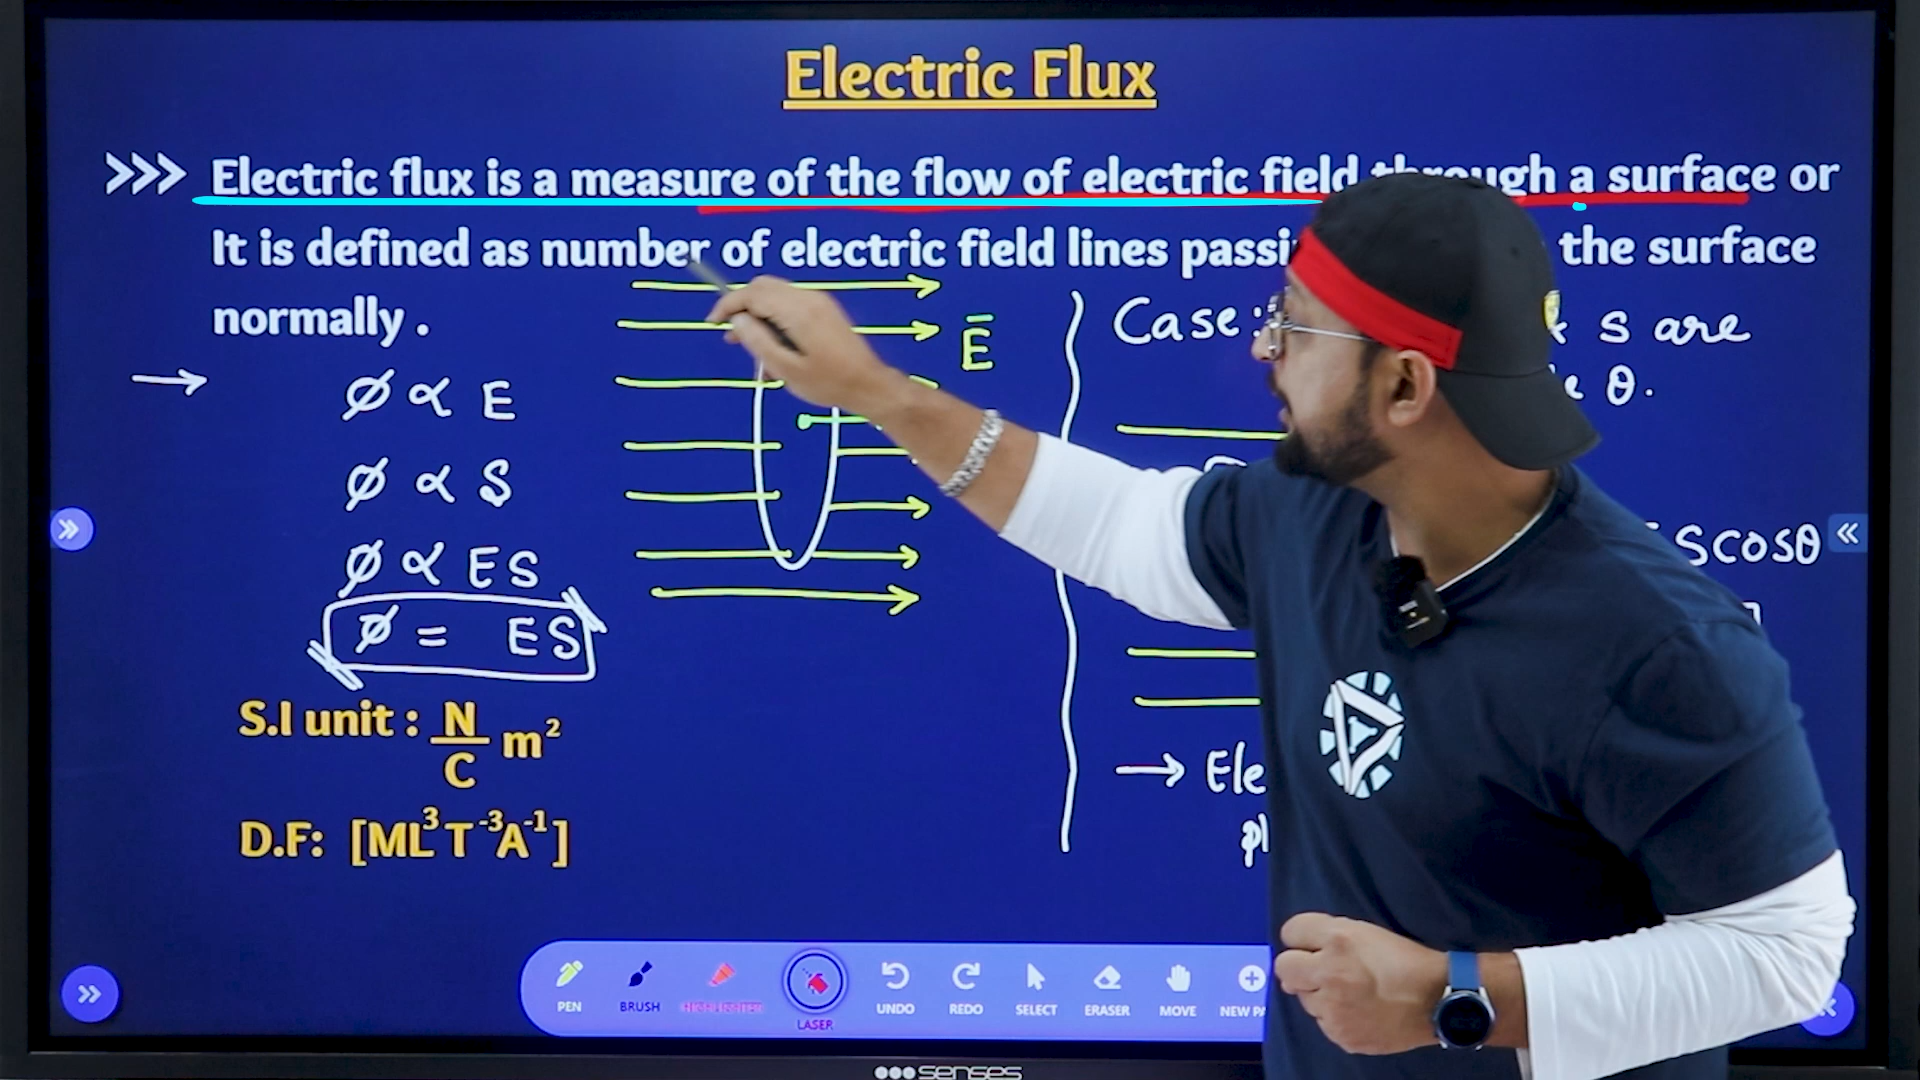 Electric Flux
>>> Electric flux is a measure of the flow of electric field through a surface or
It is defined as number of electric field lines the surface
normally .
→ ϕ ∝ E
ϕ ∝ S
ϕ ∝ ES
ϕ = ES
S.I unit : N/C m²
D.F: [ML³T⁻³A⁻¹]
Ē
Case: S are
θ.
SCOSθ
→
PEN
BRUSH
LASER
UNDO
REDO
SELECT
ERASER
MOVE
NEW
senses